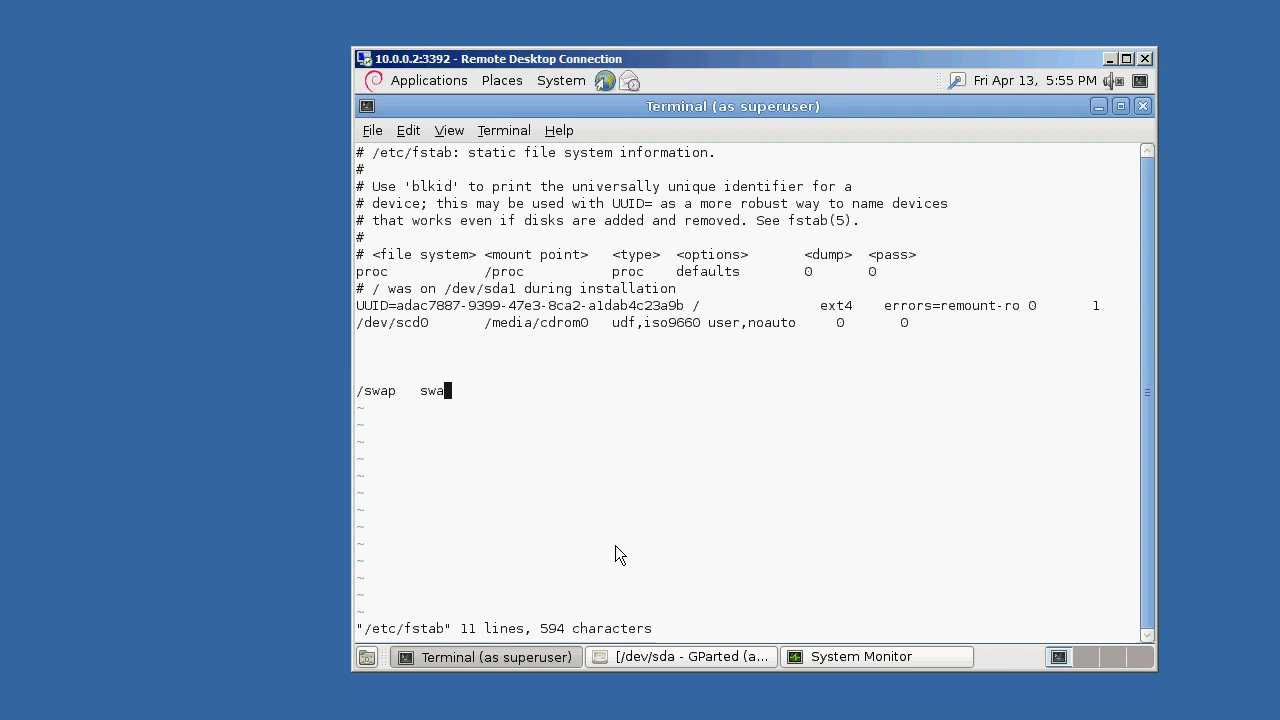 10.0.0.2:3392 - Remote Desktop Connection
Applications Places System Fri Apr 13, 5:55 PM
Terminal (as superuser)
File Edit View Terminal Help
# /etc/fstab: static file system information.
#
# Use 'blkid' to print the universally unique identifier for a
# device; this may be used with UUID= as a more robust way to name devices
# that works even if disks are added and removed. See fstab(5).
#
# <file system> <mount point>   <type>  <options>       <dump>  <pass>
proc            /proc           proc    defaults        0       0
# / was on /dev/sda1 during installation
UUID=adac7887-9399-47e3-8ca2-a1dab4c23a9b /               ext4    errors=remount-ro 0       1
/dev/scd0       /media/cdrom0   udf,iso9660 user,noauto     0       0
/swap   swa
~
~
~
~
~
~
~
~
~
~
~
~
~
"/etc/fstab" 11 lines, 594 characters
Terminal (as superuser) [/dev/sda - GParted (a... System Monitor